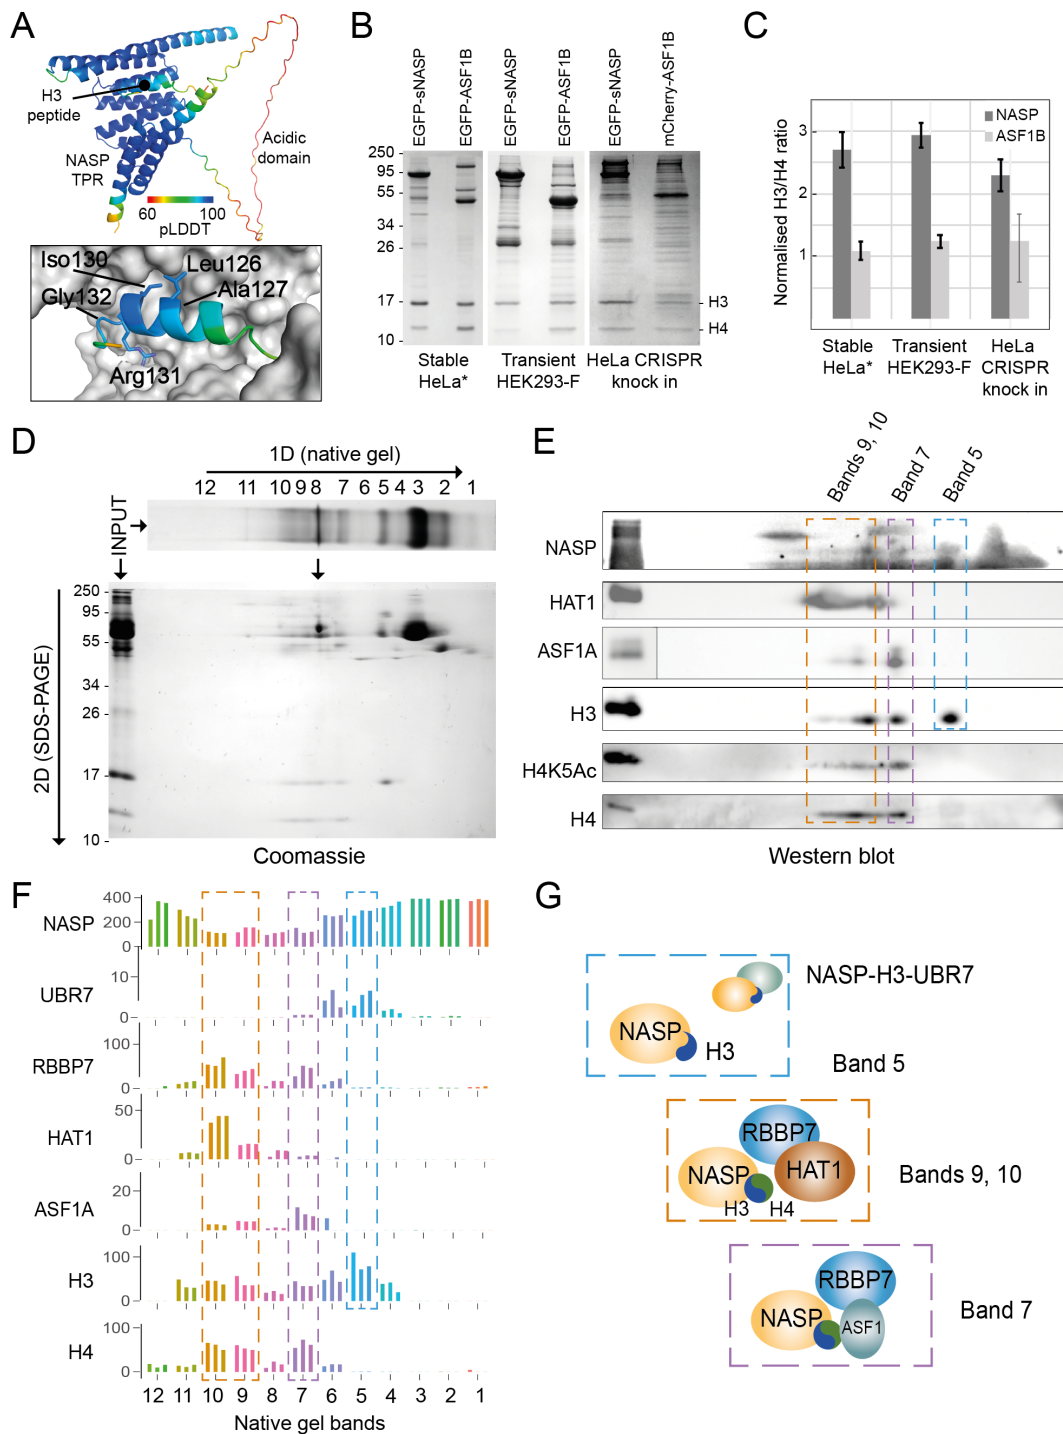 A
H3
peptide
NASP
TPR
Acidic
domain
60 80 100
pLDDT
Iso130
Leu126
Gly132
Ala127
Arg131
B
EGFP-sNASP
EGFP-ASF1B
EGFP-sNASP
EGFP-ASF1B
EGFP-sNASP
mCherry-ASF1B
250
95
55
34
26
17
10
H3
H4
Stable
HeLa*
Transient
HEK293-F
HeLa CRISPR
knock in
C
NASP
ASF1B
Normalised H3/H4 ratio
3
2
1
Stable
HeLa*
Transient
HEK293-F
HeLa
CRISPR
knock in
D
1D (native gel)
12 11 10 9 8 7 6 5 4 3 2 1
INPUT
2D (SDS-PAGE)
250
95
55
34
26
17
10
Coomassie
E
Bands 9, 10
Band 7
Band 5
NASP
HAT1
ASF1A
H3
H4K5Ac
H4
Western blot
F
NASP
400
200
0
UBR7
10
0
RBBP7
100
0
HAT1
50
0
ASF1A
20
0
H3
100
0
H4
100
0
12 11 10 9 8 7 6 5 4 3 2 1
Native gel bands
G
NASP-H3-UBR7
NASP
H3
Band 5
RBBP7
NASP
HAT1
H3 H4
Bands 9, 10
RBBP7
NASP
ASF1
Band 7